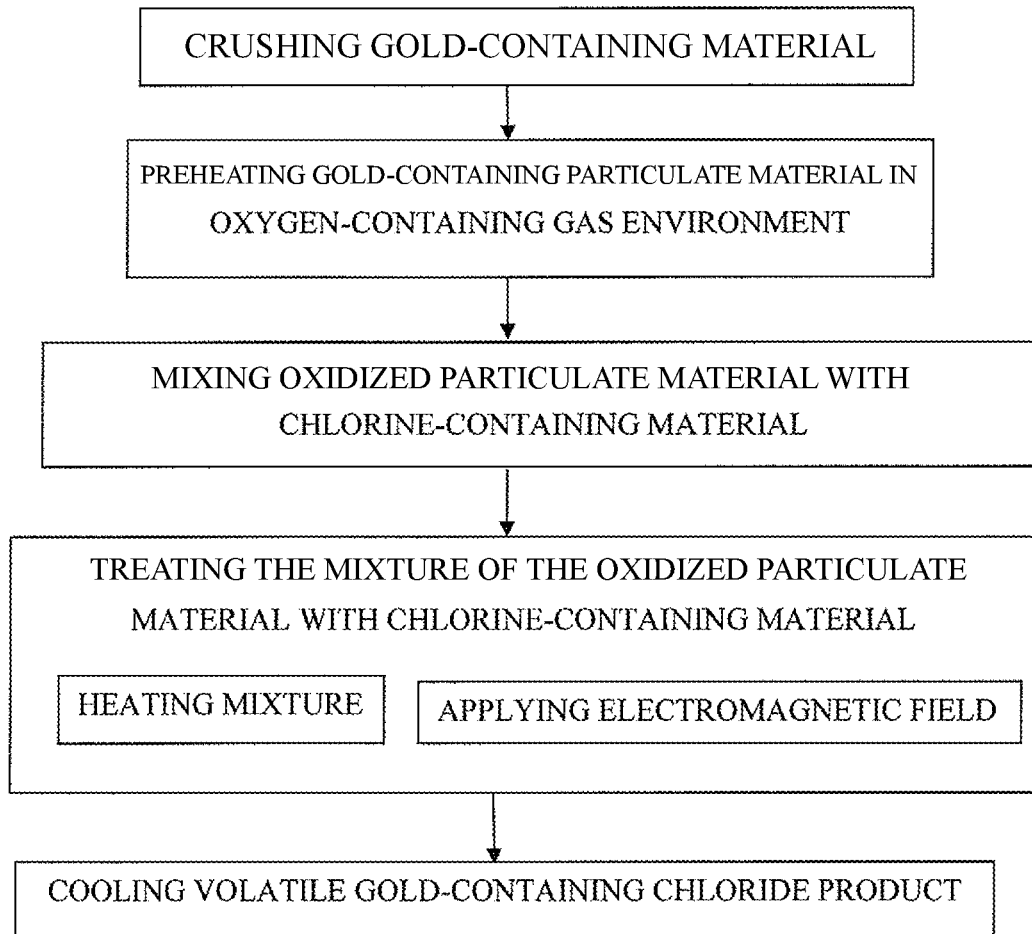 CRUSHING GOLD-CONTAINING MATERIAL
PREHEATING GOLD-CONTAINING PARTICULATE MATERIAL IN
OXYGEN-CONTAINING GAS ENVIRONMENT
MIXING OXIDIZED PARTICULATE MATERIAL WITH
CHLORINE-CONTAINING MATERIAL
TREATING THE MIXTURE OF THE OXIDIZED PARTICULATE
MATERIAL WITH CHLORINE-CONTAINING MATERIAL
HEATING MIXTURE
APPLYING ELECTROMAGNETIC FIELD
COOLING VOLATILE GOLD-CONTAINING CHLORIDE PRODUCT